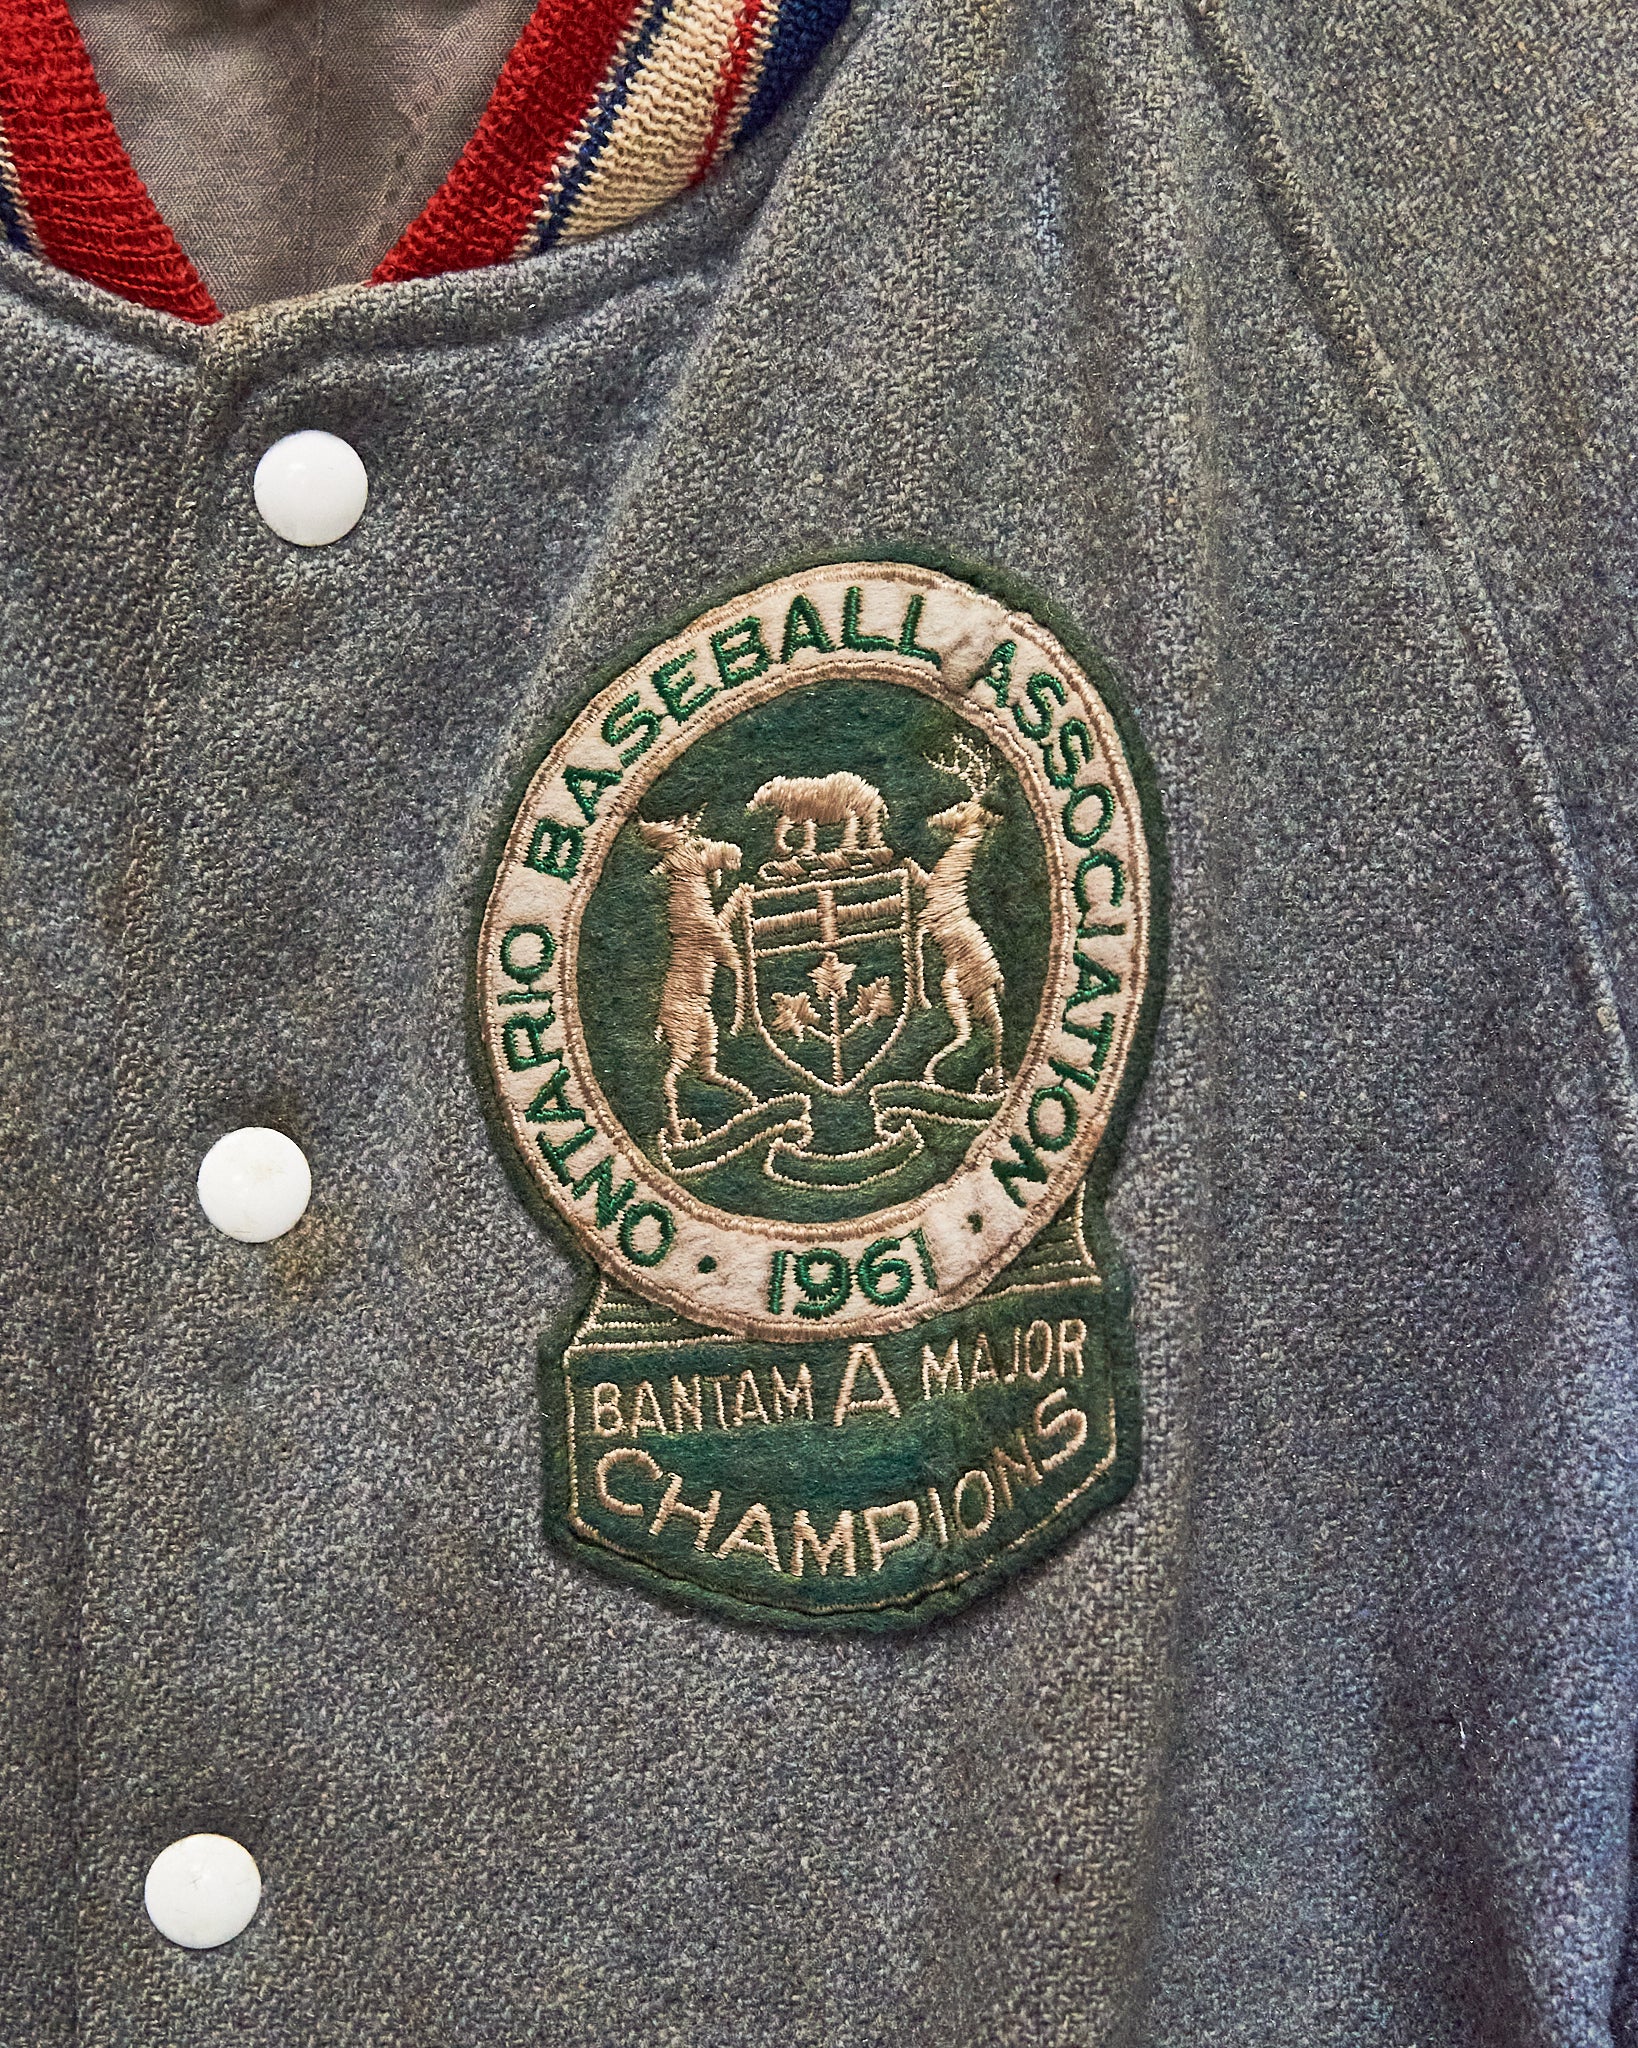 ONTARIO BASEBALL ASSOCIATION
• 1961 •
BANTAM A MAJOR
CHAMPIONS